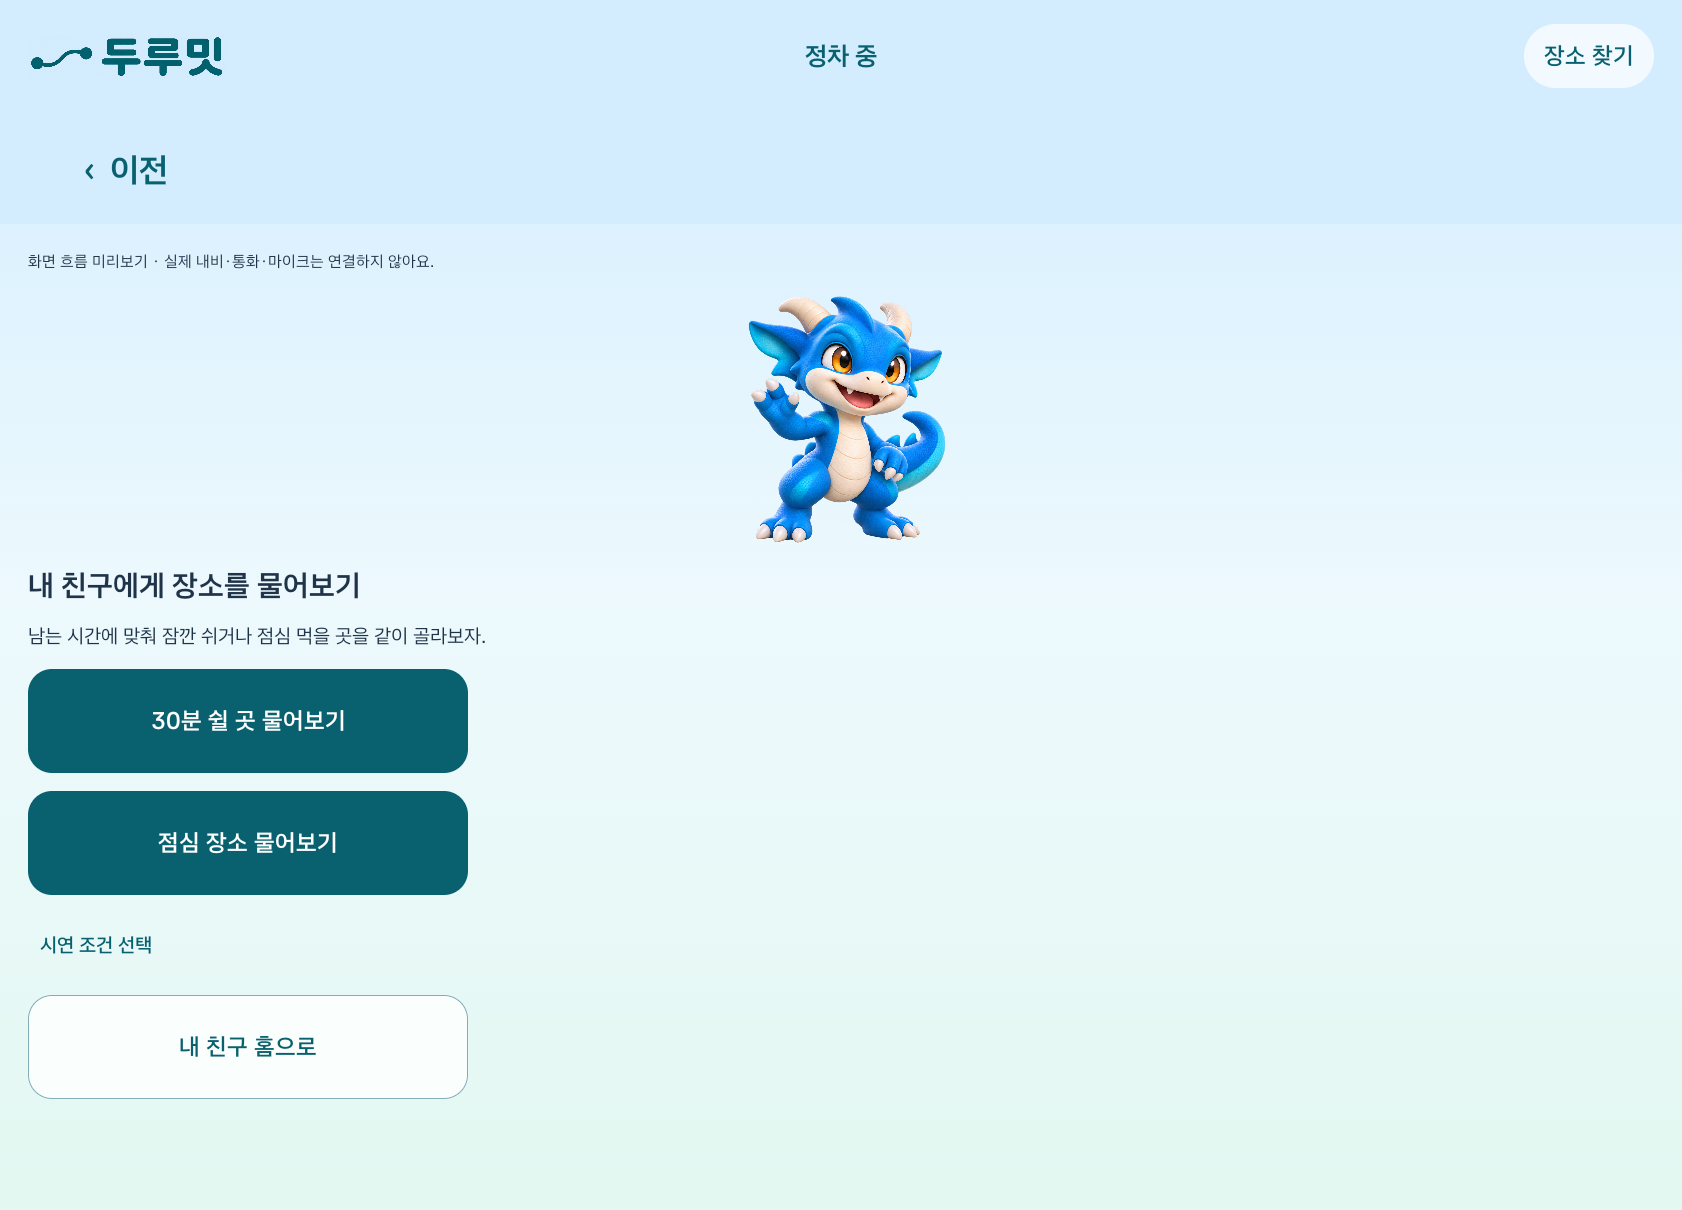 두루밋
정차 중
장소 찾기
‹ 이전
화면 흐름 미리보기 · 실제 내비·통화·마이크는 연결하지 않아요.
내 친구에게 장소를 물어보기
남는 시간에 맞춰 잠깐 쉬거나 점심 먹을 곳을 같이 골라보자.
30분 쉴 곳 물어보기
점심 장소 물어보기
시연 조건 선택
내 친구 홈으로